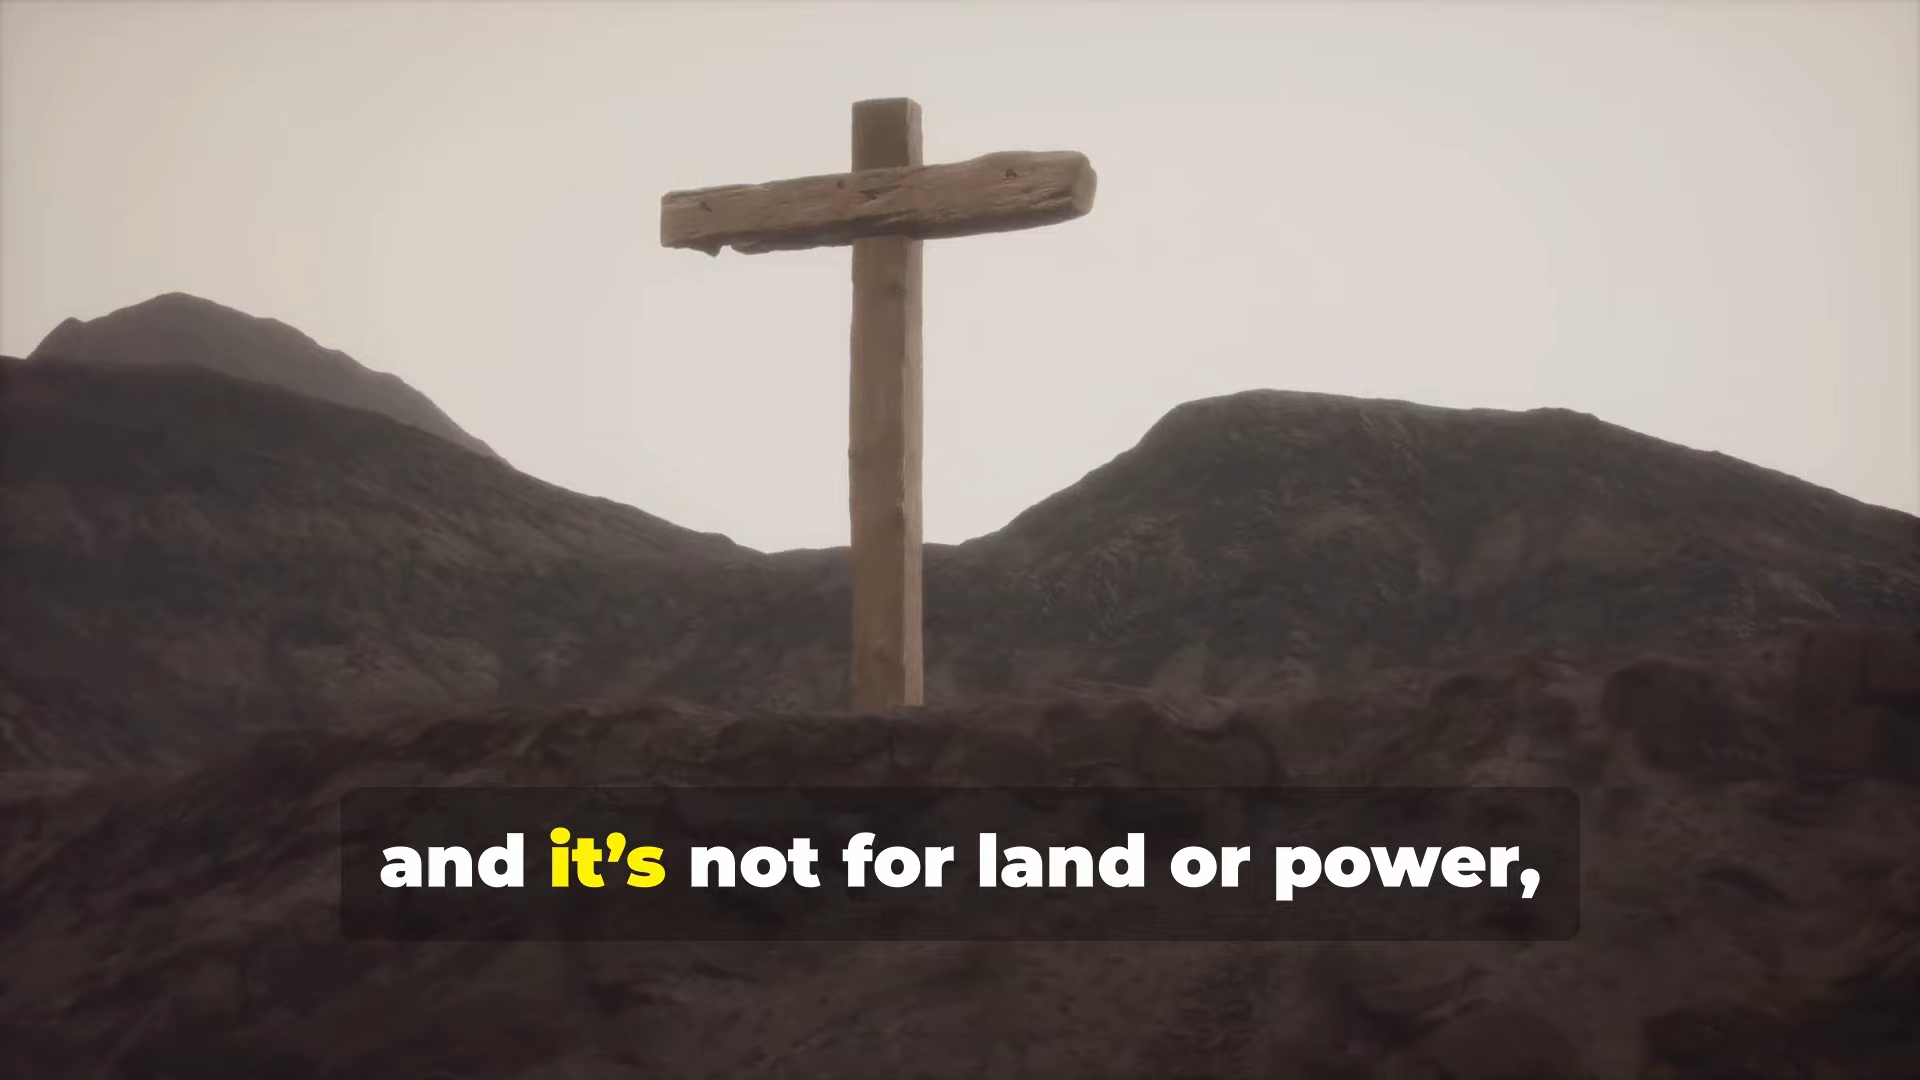 and it’s not for land or power,